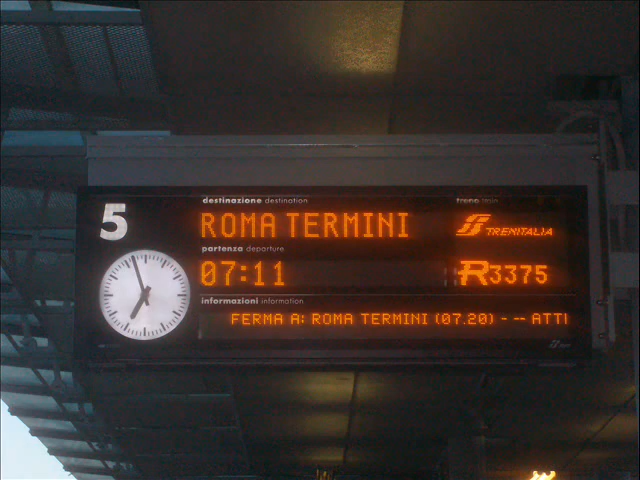 5
destinazione destination
treno train
ROMA TERMINI
TRENITALIA
partenza departure
07:11
R3375
informazioni information
FERMA A: ROMA TERMINI (07.20) - -- ATTI